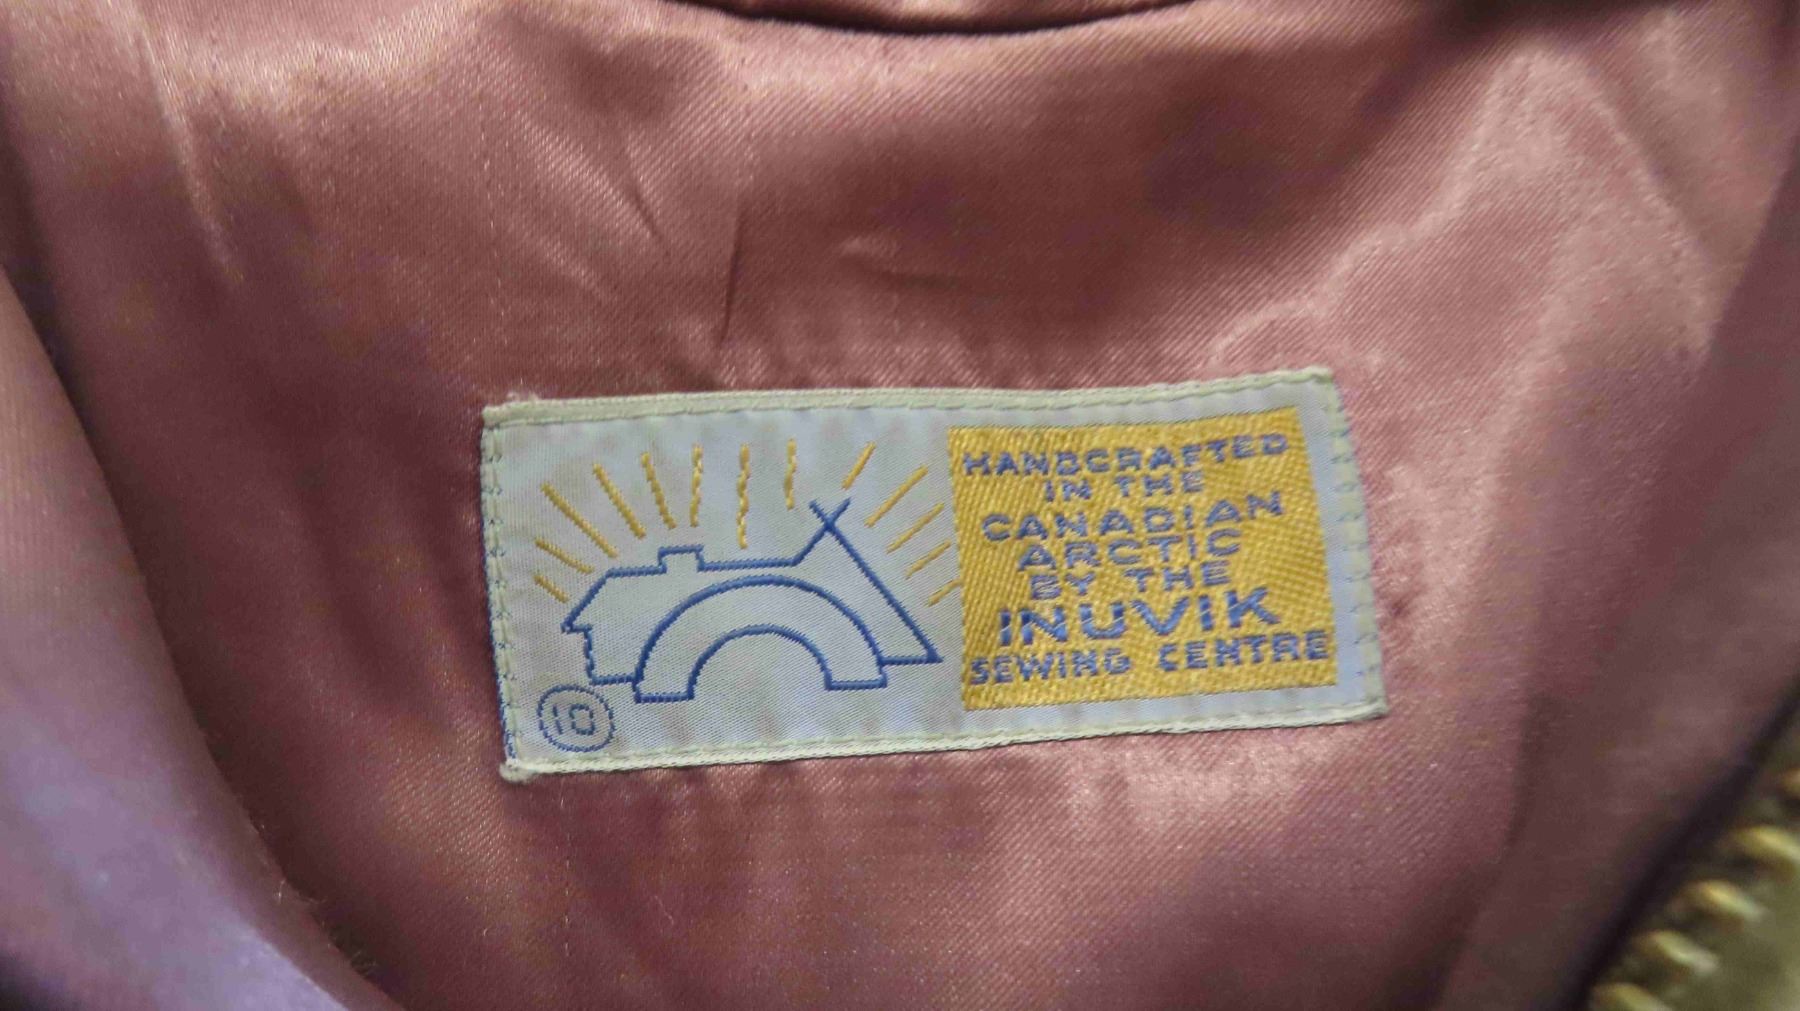 HANDCRAFTED
IN THE
CANADIAN
ARCTIC
BY THE
INUVIK
SEWING CENTRE
10